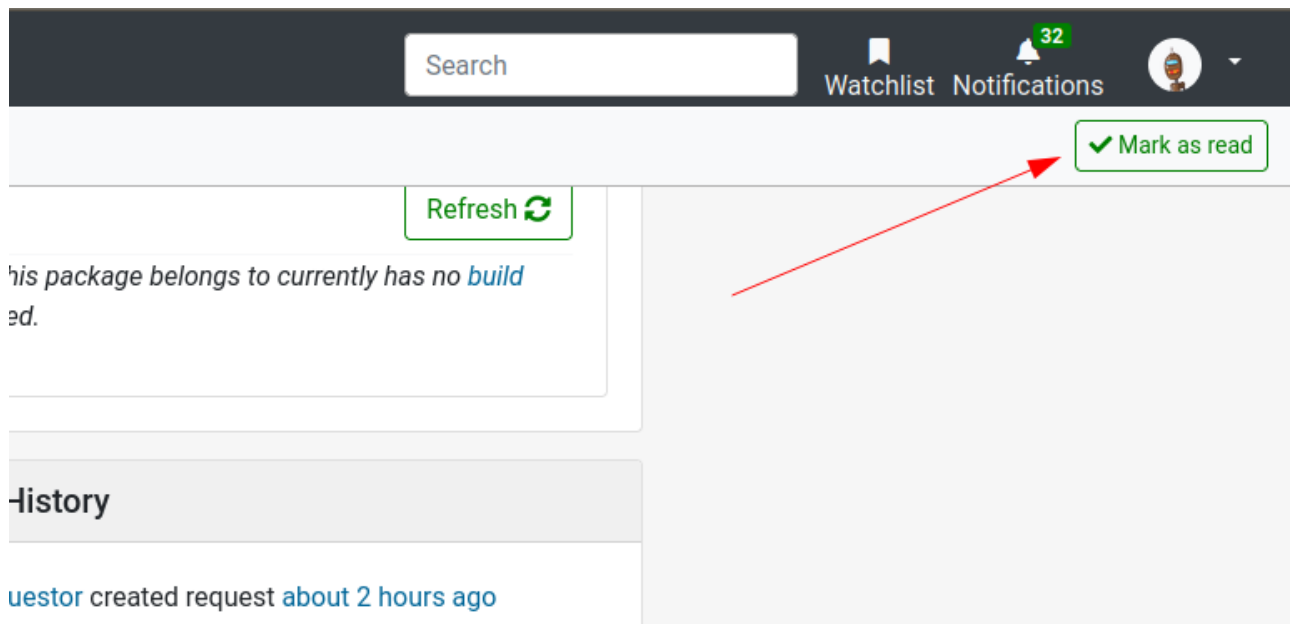 32
Search
Watchlist Notifications
Mark as read
Refresh
his package belongs to currently has no build
ed.
History
uestor created request about 2 hours ago